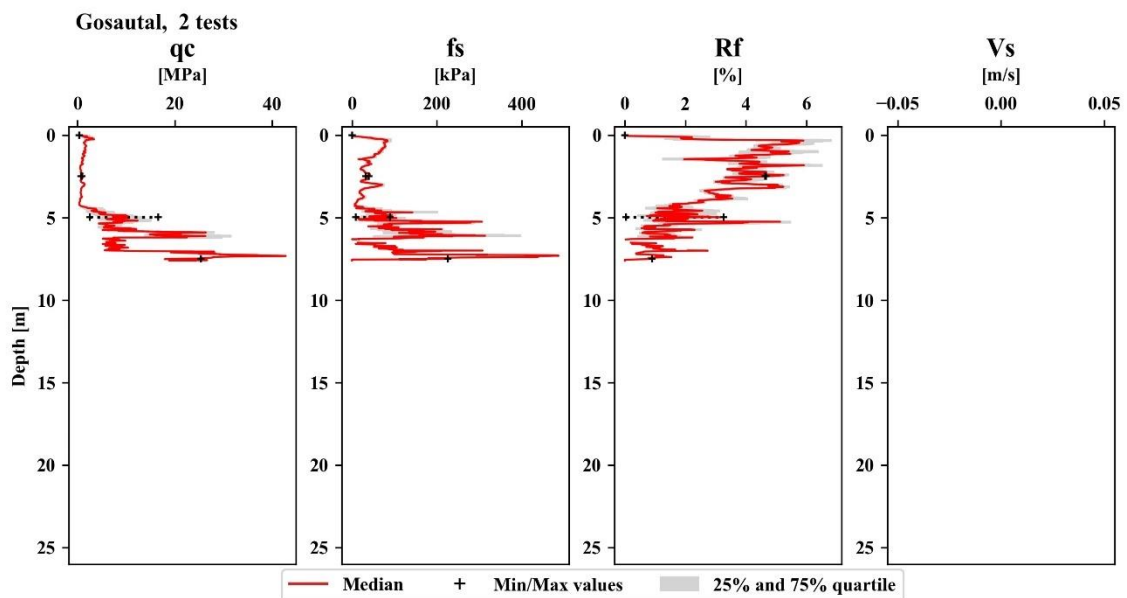 Gosautal, 2 tests
qc fs Rf Vs
[MPa] [kPa] [%] [m/s]
0 20 40 0 200 400 0 2 4 6 −0.05 0.00 0.05
0 0 0 0
5 5 5 5
10 10 10 10
15 15 15 15
20 20 20 20
25 25 25 25
Depth [m]
Median Min/Max values 25% and 75% quartile